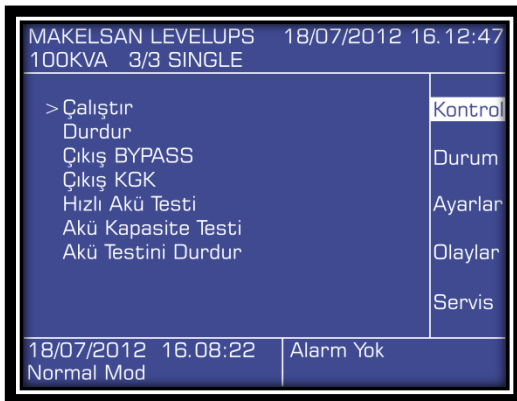 MAKELSAN LEVELUPS 18/07/2012 16.12:47
100KVA 3/3 SINGLE
>Çalıştır
Durdur
Çıkış BYPASS
Çıkış KGK
Hızlı Akü Testi
Akü Kapasite Testi
Akü Testini Durdur
Kontrol
Durum
Ayarlar
Olaylar
Servis
18/07/2012 16.08:22
Normal Mod
Alarm Yok